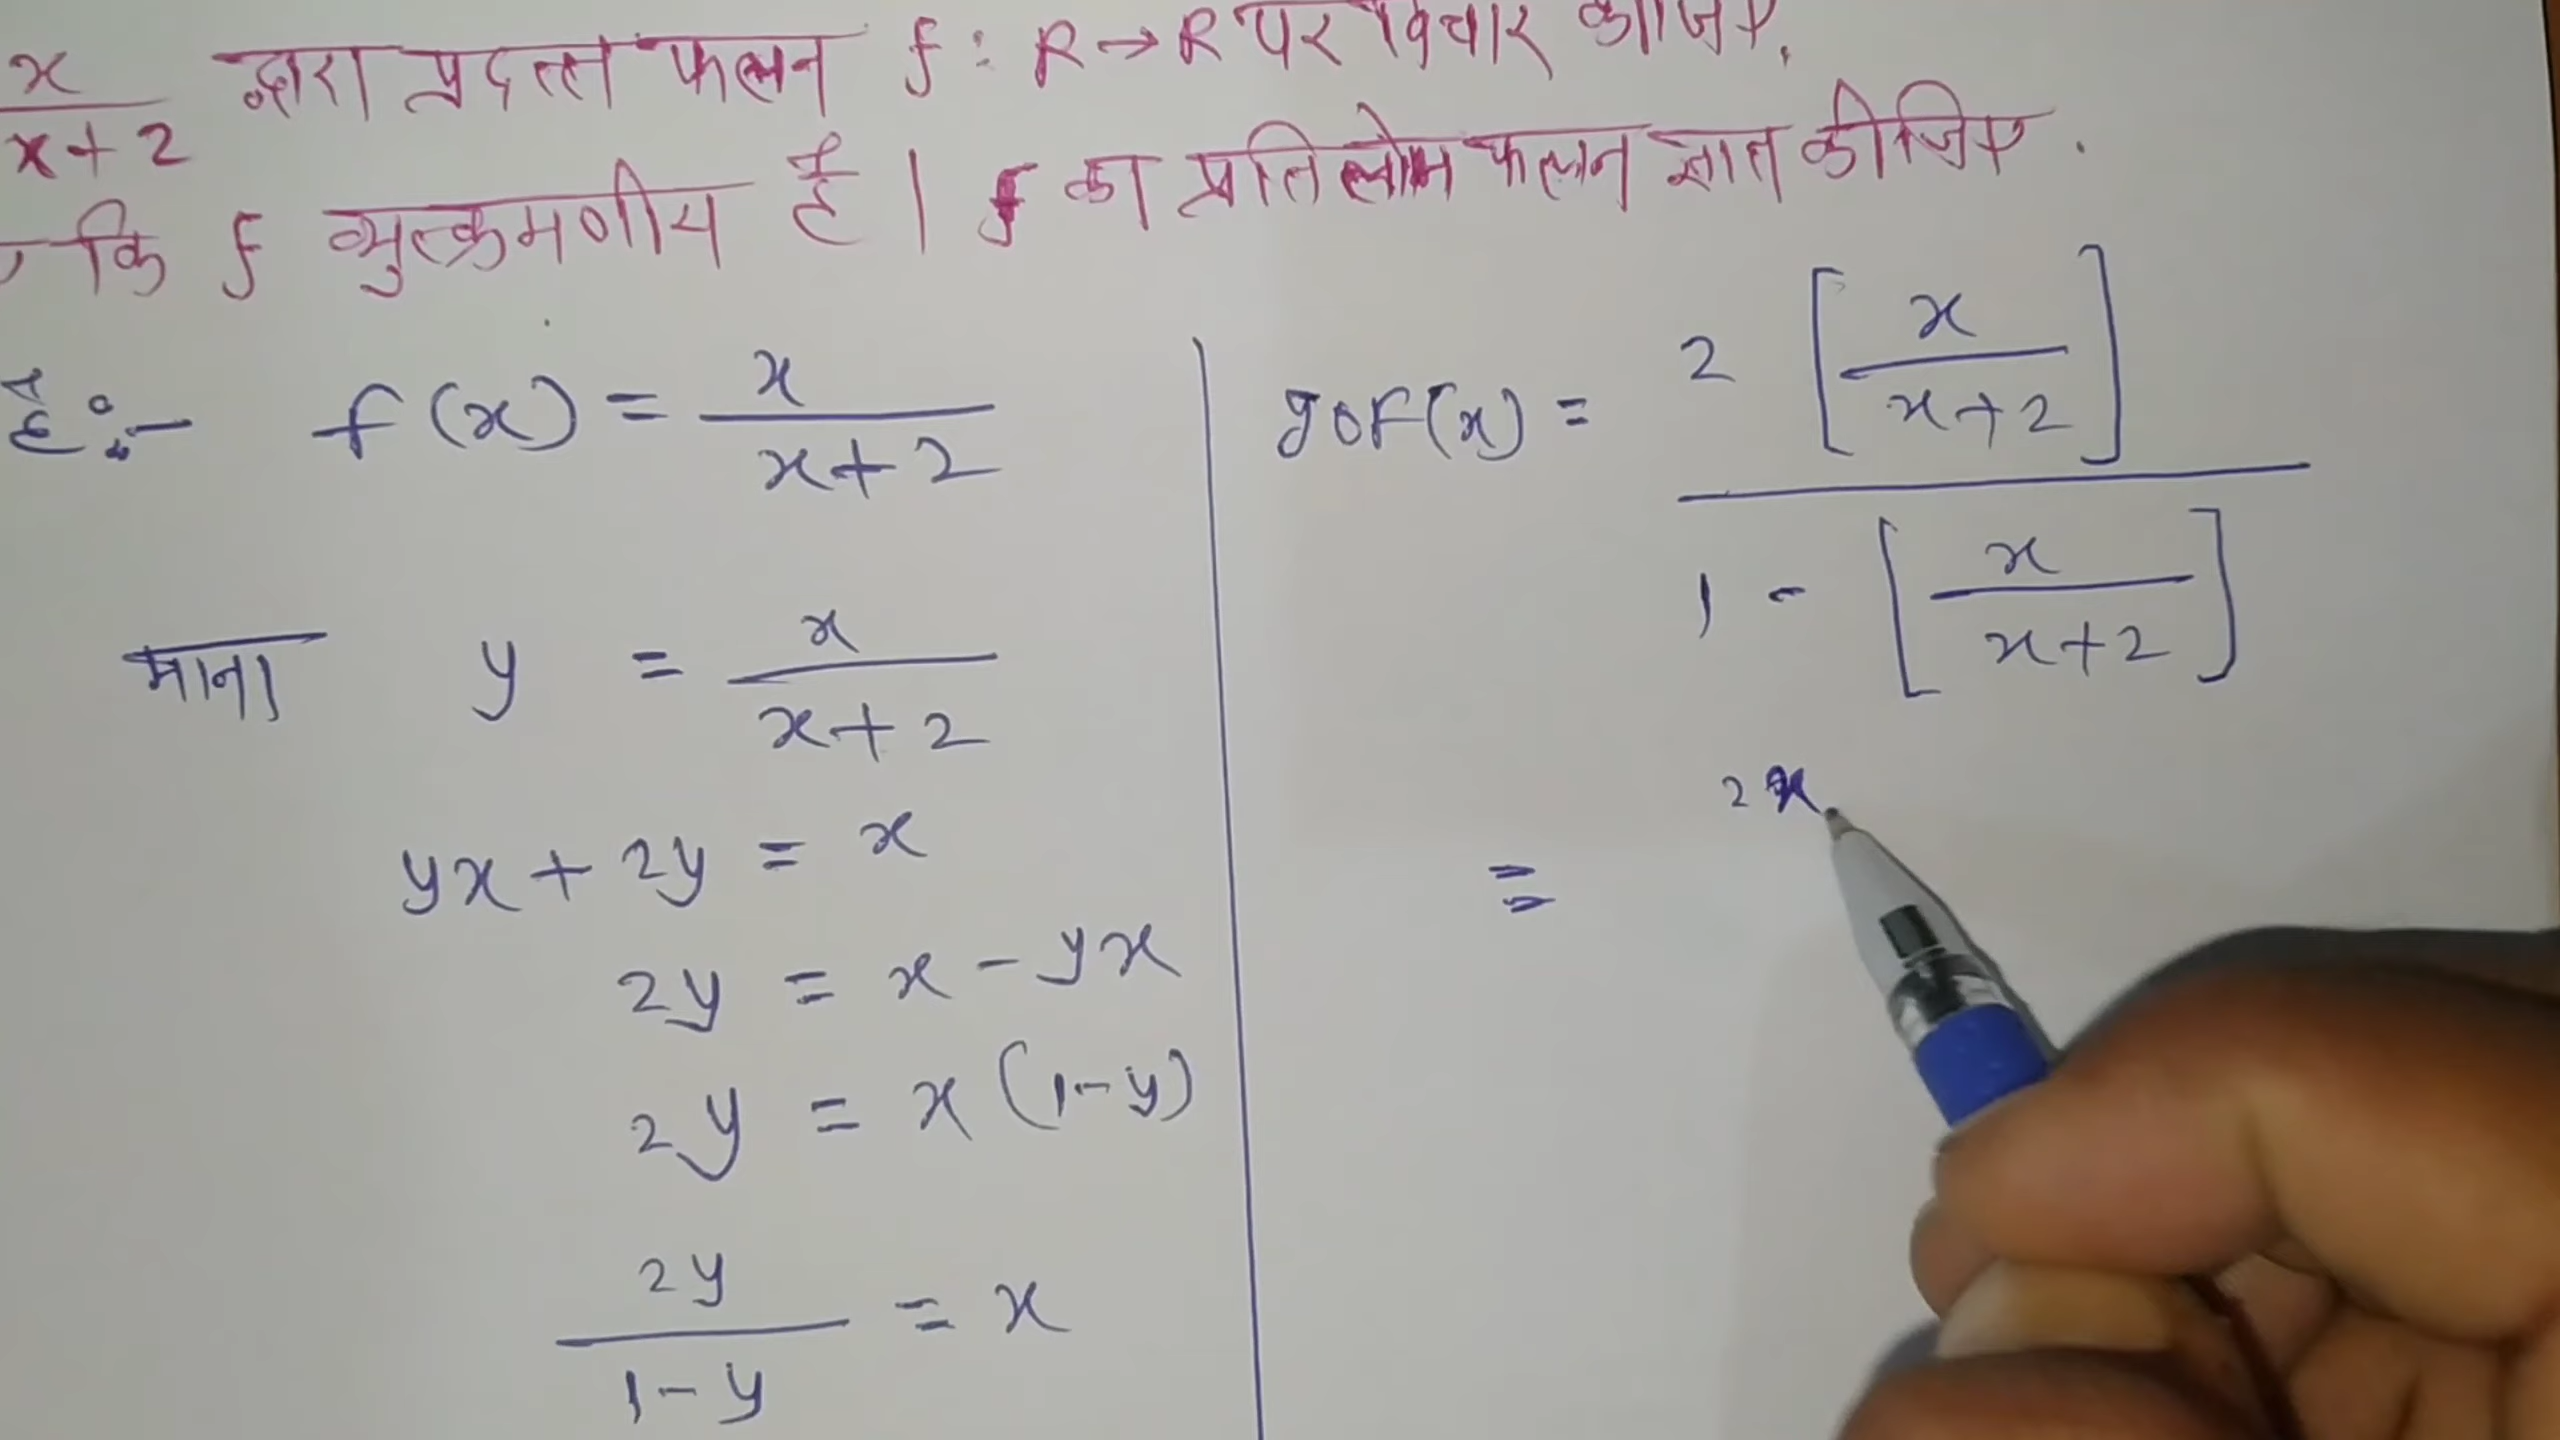 x/(x+2) द्वारा प्रदत्त फलन f : R → R पर विचार कीजिए.
कि f व्युत्क्रमणीय है । f का प्रतिलोम फलन ज्ञात कीजिए .
है:- f(x) = x/(x+2)
माना y = x/(x+2)
yx + 2y = x
2y = x - yx
2y = x (1-y)
2y/(1-y) = x
gof(x) = 2[x/(x+2)] / 1 - [x/(x+2)]
= 2x